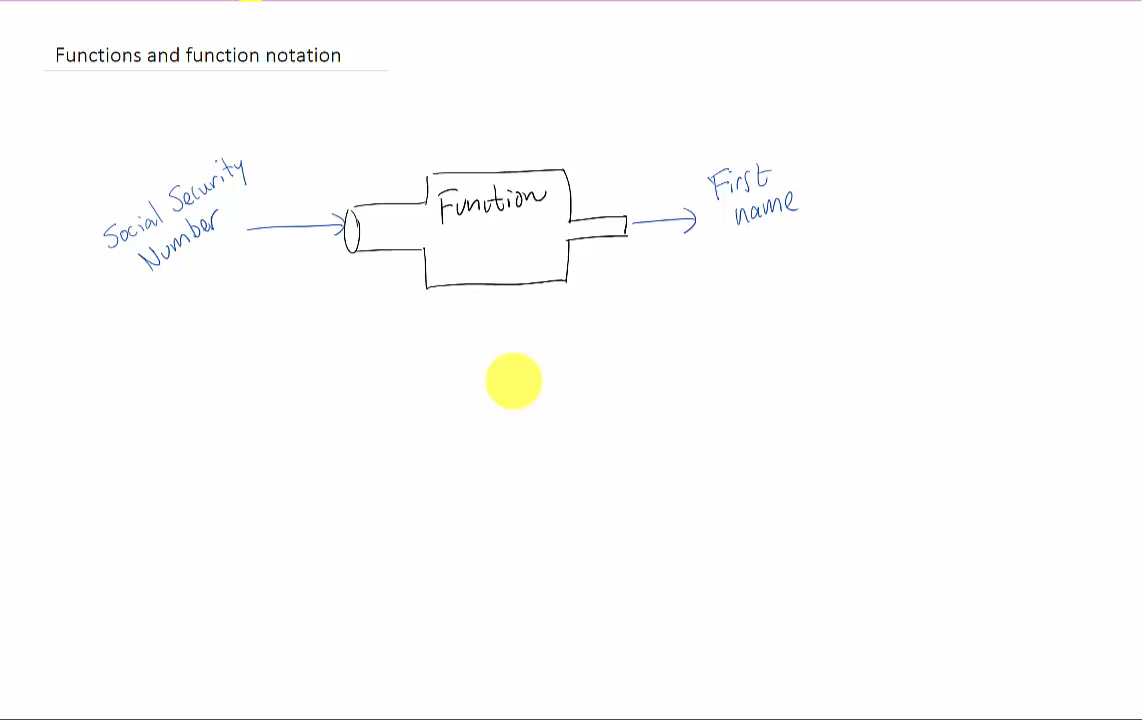 Functions and function notation
Social Security
Number
Function
First
name